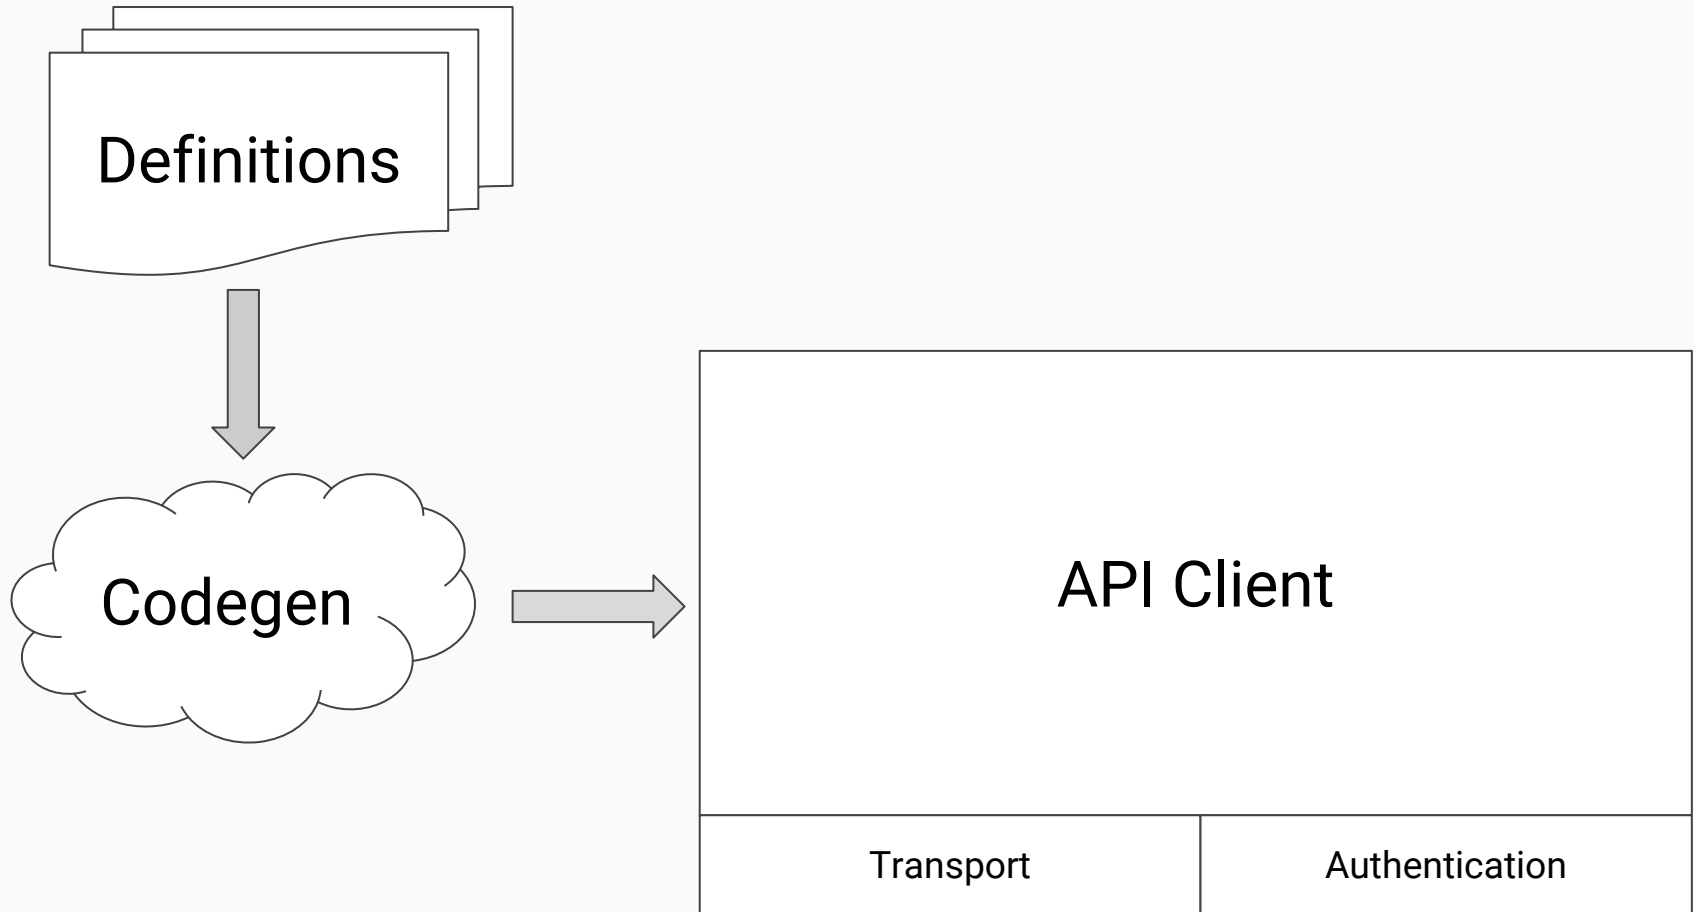 Definitions
Codegen
API Client
Transport
Authentication